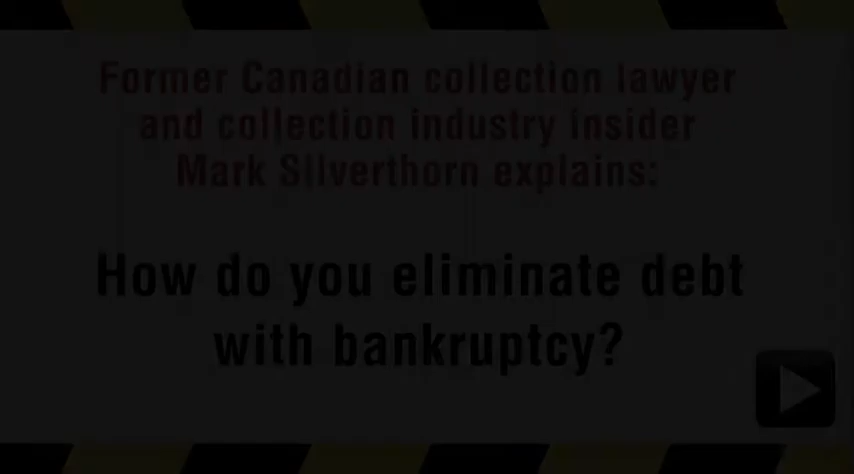 Former Canadian collection lawyer
and collection industry insider
Mark Silverthorn explains:
How do you eliminate debt
with bankruptcy?